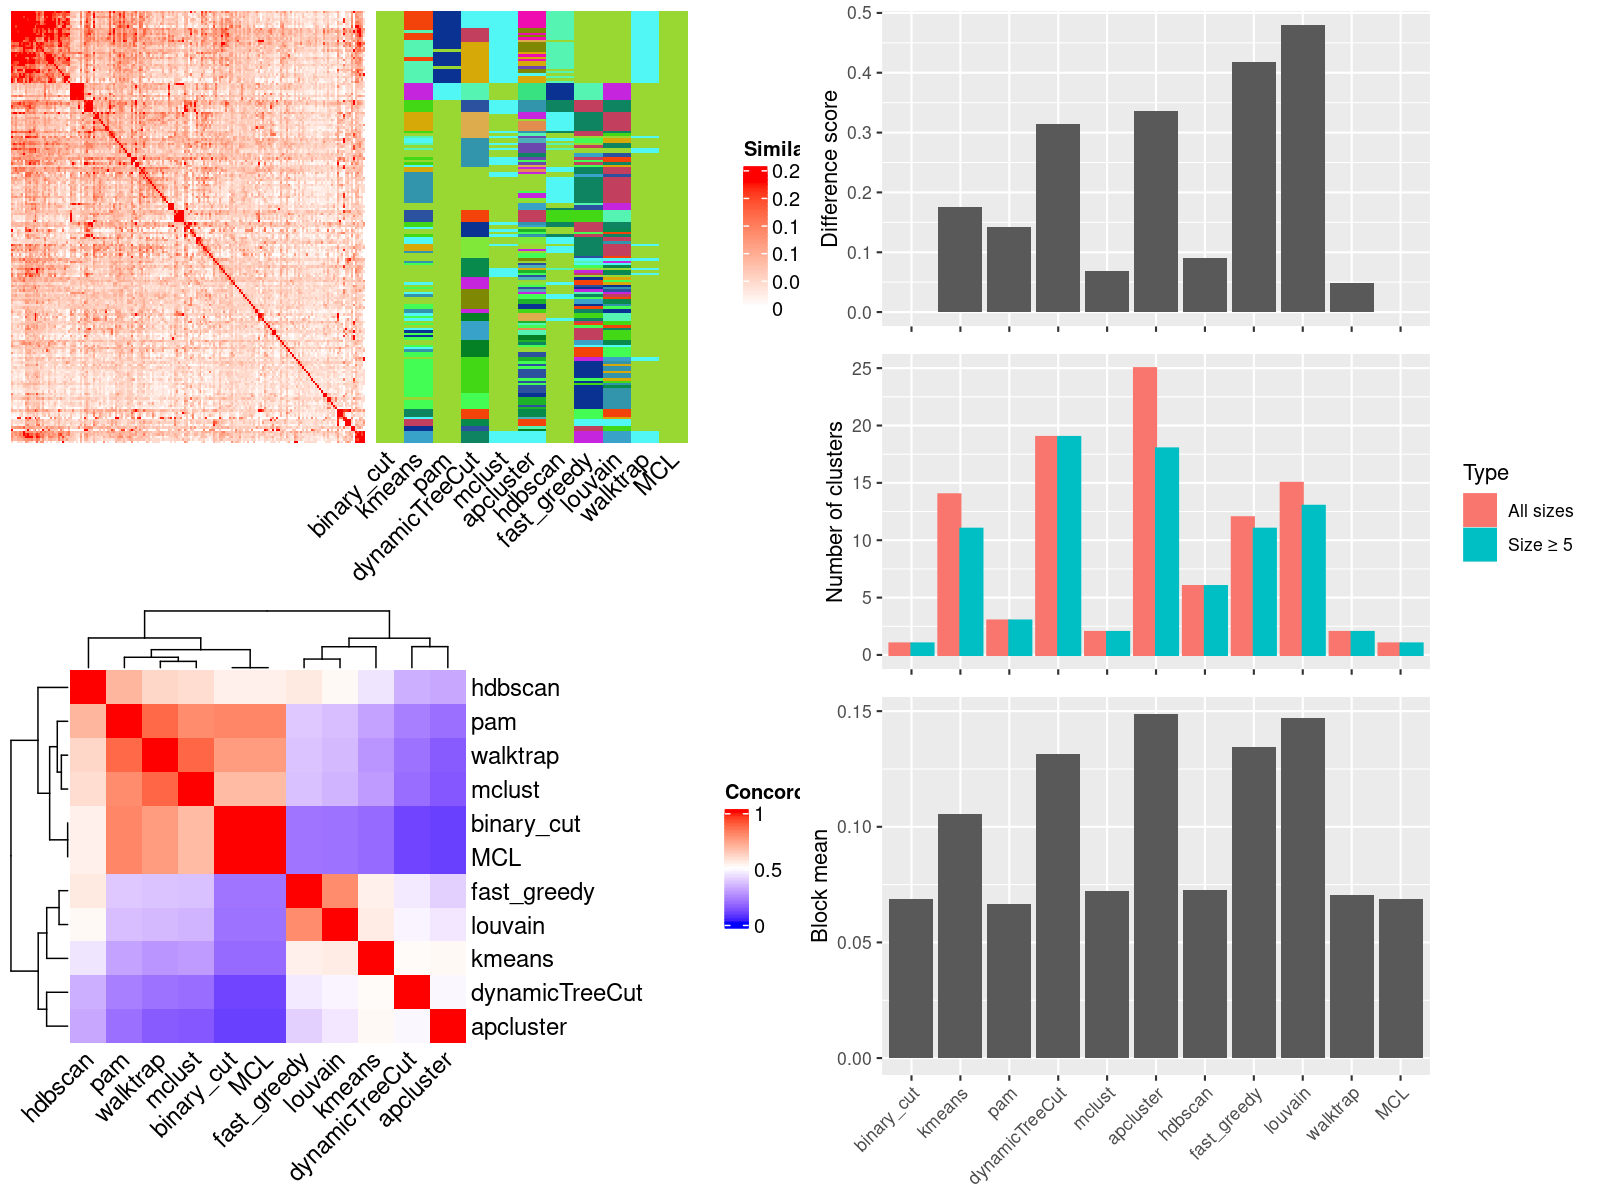 Simila
0.2
0.2
0.1
0.1
0.0
0
binary_cut
kmeans
pam
dynamicTreeCut
mclust
apcluster
hdbscan
fast_greedy
louvain
walktrap
MCL
hdbscan
pam
walktrap
mclust
binary_cut
MCL
fast_greedy
louvain
kmeans
dynamicTreeCut
apcluster
hdbscan
pam
walktrap
mclust
binary_cut
MCL
fast_greedy
louvain
kmeans
dynamicTreeCut
apcluster
Concord
1
0.5
0
Difference score
0.5
0.4
0.3
0.2
0.1
0.0
Number of clusters
25
20
15
10
5
0
Type
All sizes
Size ≥ 5
Block mean
0.15
0.10
0.05
0.00
binary_cut
kmeans
pam
dynamicTreeCut
mclust
apcluster
hdbscan
fast_greedy
louvain
walktrap
MCL